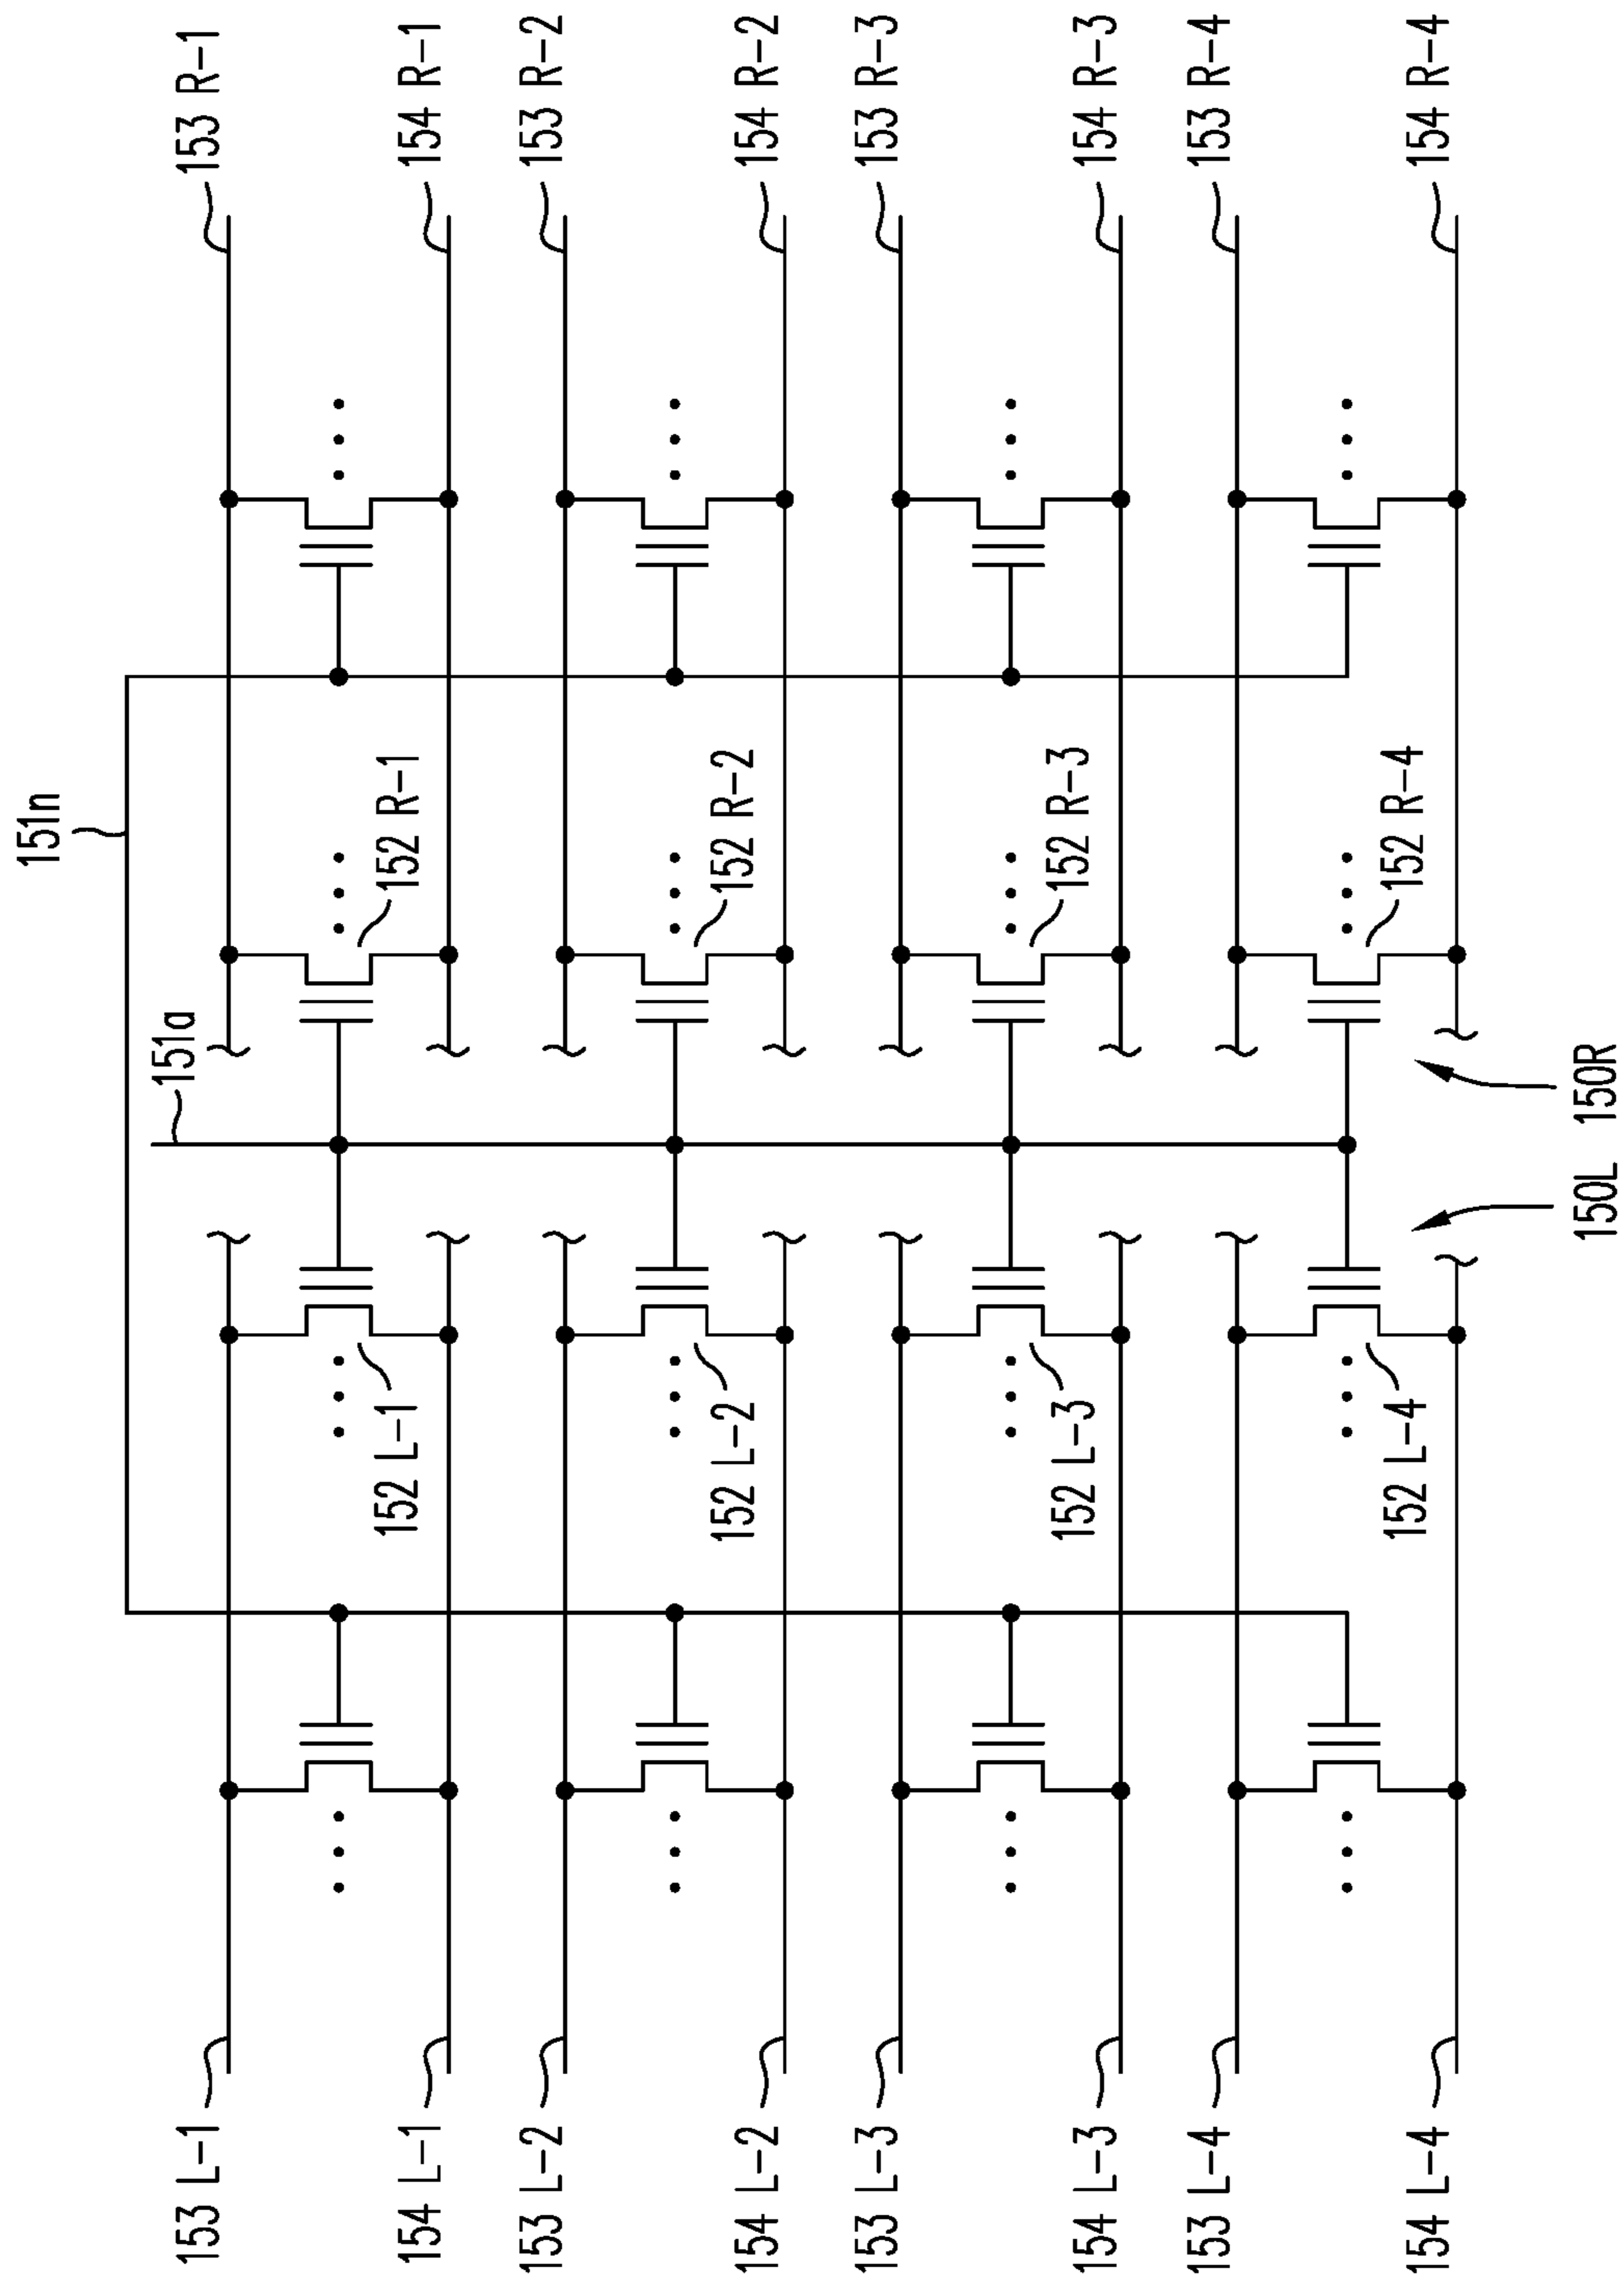 151n
151a
153 L-1
153 R-1
152 L-1
152 R-1
154 L-1
154 R-1
153 L-2
153 R-2
152 L-2
152 R-2
154 L-2
154 R-2
153 L-3
153 R-3
152 L-3
152 R-3
154 L-3
154 R-3
153 L-4
153 R-4
152 L-4
152 R-4
154 L-4
154 R-4
150L
150R